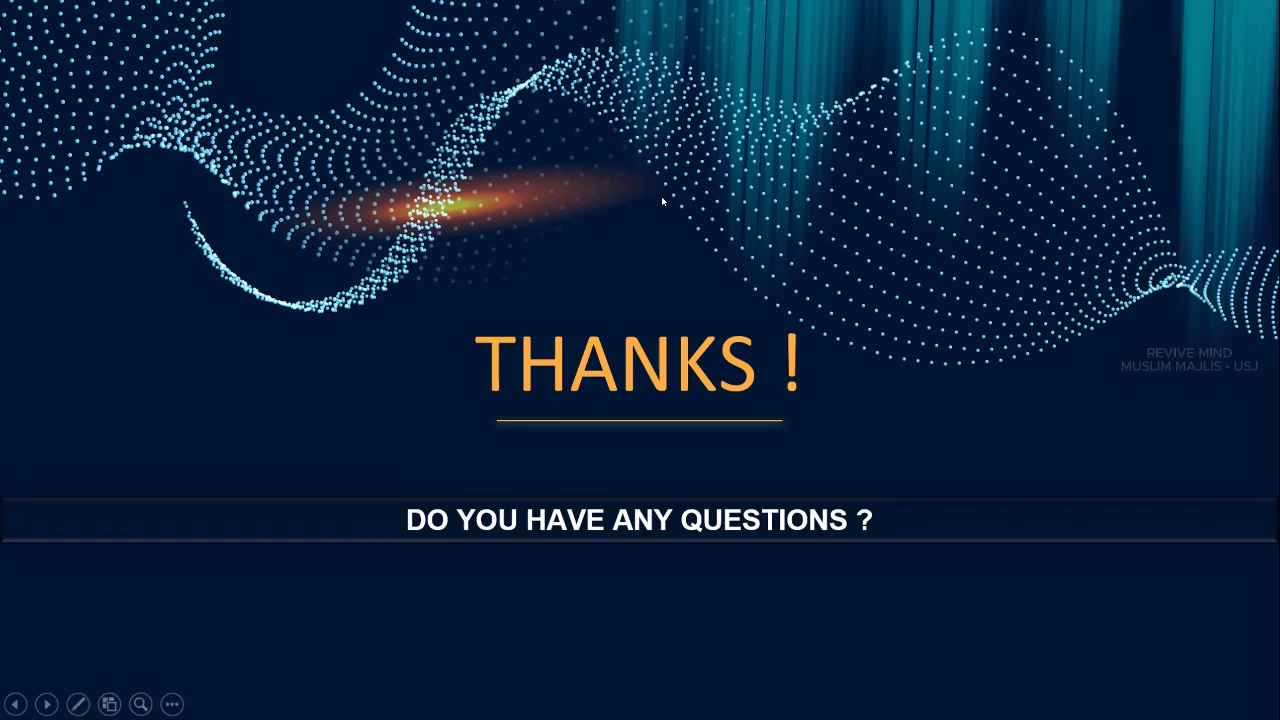 THANKS !
REVIVE MIND
MUSLIM MAJLIS - USJ
DO YOU HAVE ANY QUESTIONS ?